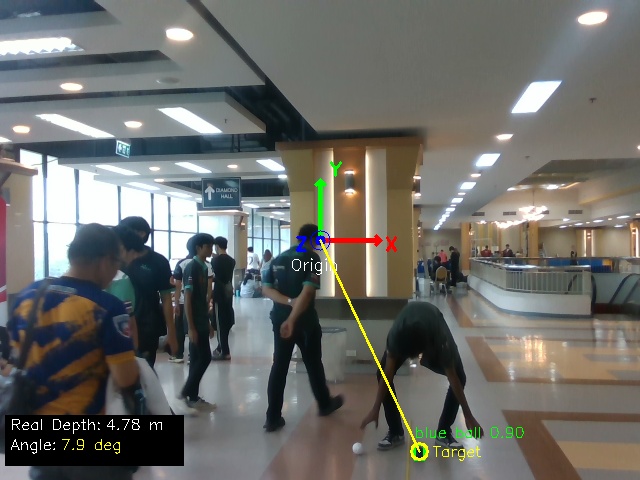 DIAMOND
HALL
Y
Z
X
Origin
blue ball 0.90
Target
Real Depth: 4.78 m
Angle: 7.9 deg